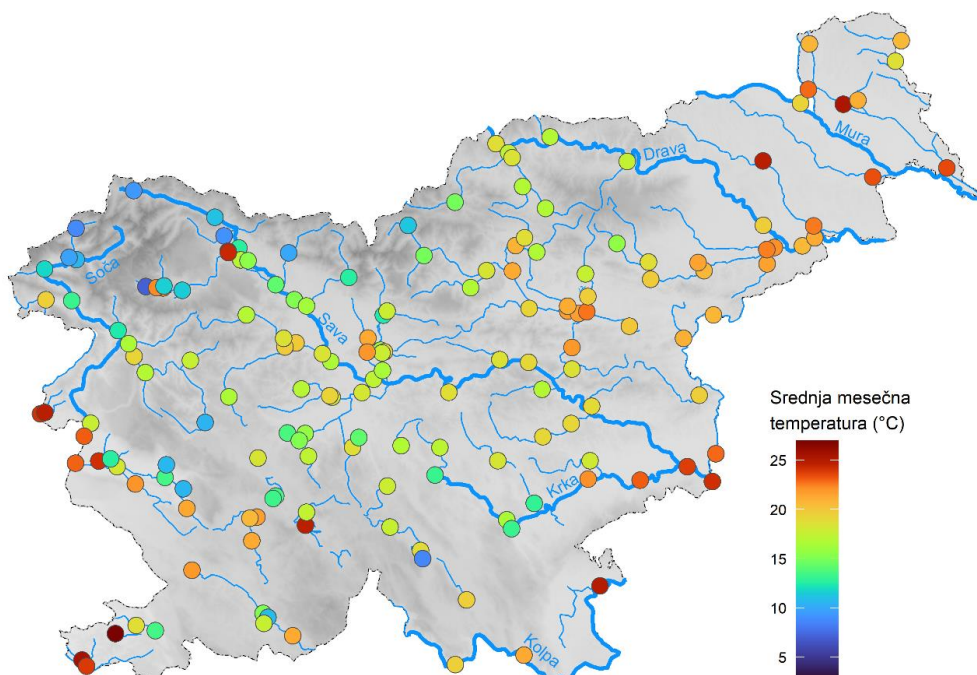 Mura
Drava
Soča
Sava
Krka
Kolpa
Srednja mesečna
temperatura (°C)
25
20
15
10
5